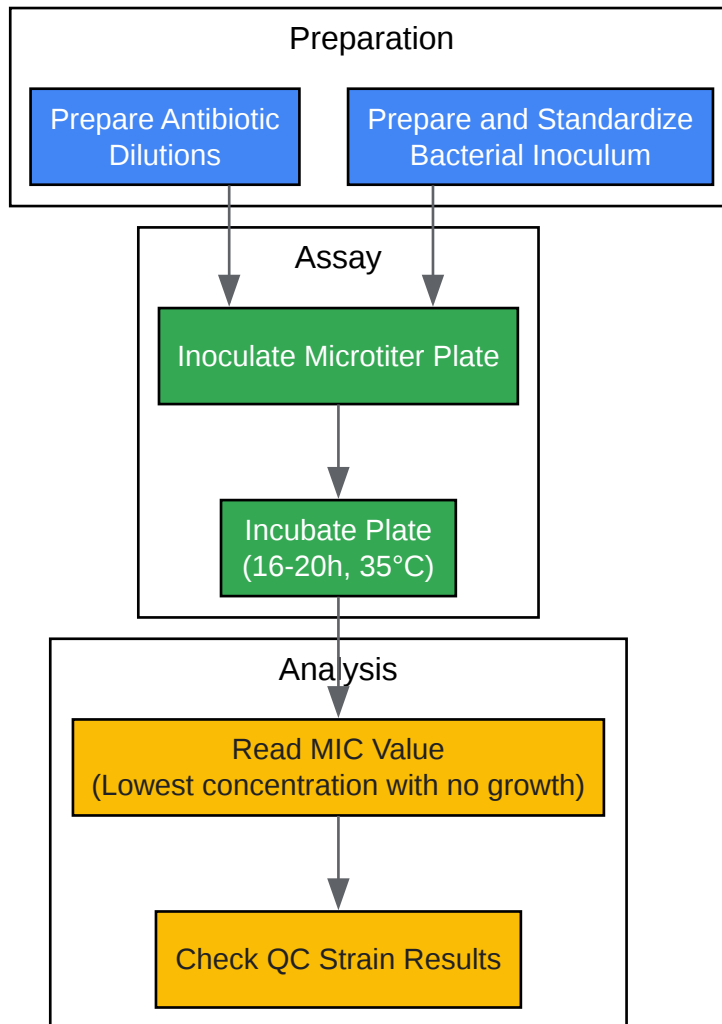 Preparation
Prepare Antibiotic
Dilutions
Prepare and Standardize
Bacterial Inoculum
Assay
Inoculate Microtiter Plate
Incubate Plate
(16-20h, 35°C)
Analysis
Read MIC Value
(Lowest concentration with no growth)
Check QC Strain Results